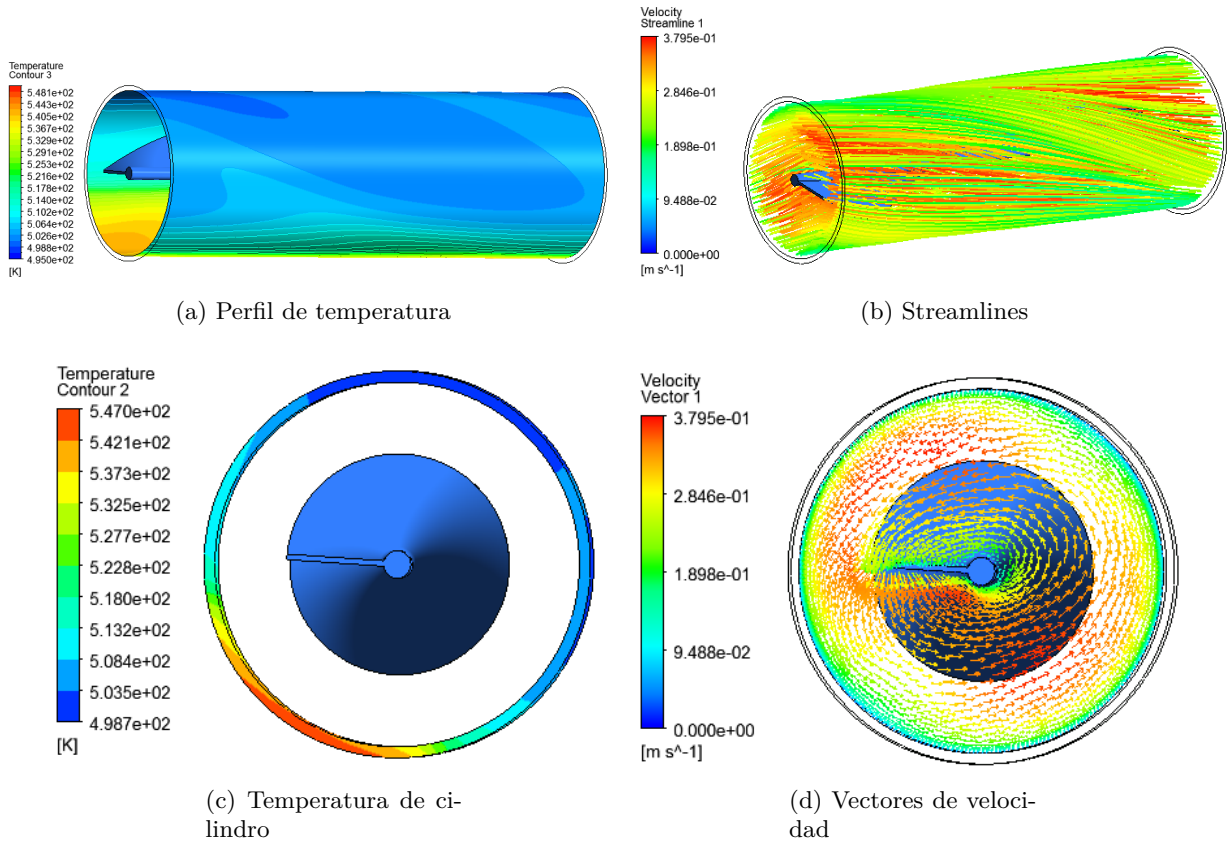 Temperature
Contour 3
5.481e+02
5.443e+02
5.405e+02
5.367e+02
5.329e+02
5.291e+02
5.253e+02
5.216e+02
5.178e+02
5.140e+02
5.102e+02
5.064e+02
5.026e+02
4.988e+02
4.950e+02
[K]
(a) Perfil de temperatura
Velocity
Streamline 1
3.795e-01
2.846e-01
1.898e-01
9.488e-02
0.000e+00
[m s^-1]
(b) Streamlines
Temperature
Contour 2
5.470e+02
5.421e+02
5.373e+02
5.325e+02
5.277e+02
5.228e+02
5.180e+02
5.132e+02
5.084e+02
5.035e+02
4.987e+02
[K]
(c) Temperatura de ci-
lindro
Velocity
Vector 1
3.795e-01
2.846e-01
1.898e-01
9.488e-02
0.000e+00
[m s^-1]
(d) Vectores de veloci-
dad